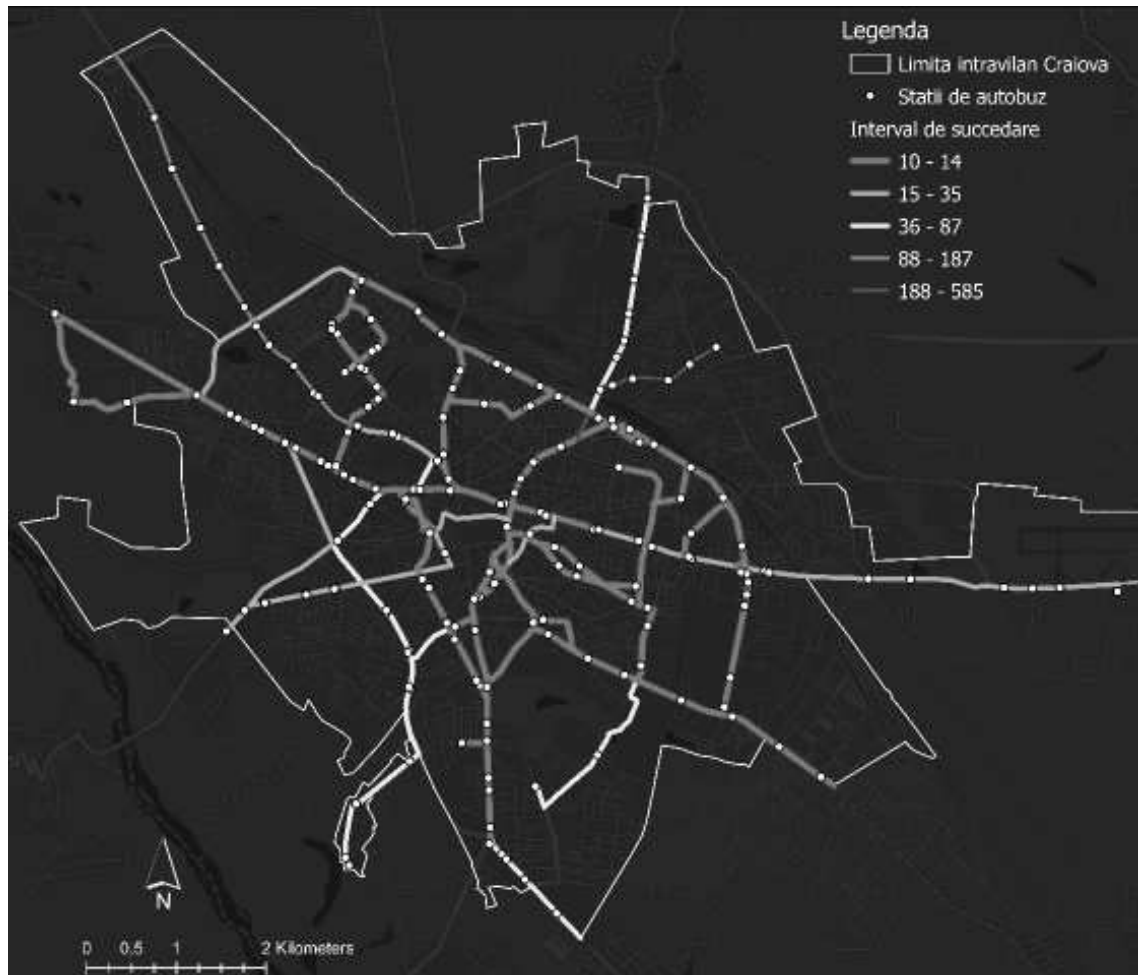 Legenda
Limita intravilan Craiova
Statii de autobuz
Interval de succedare
10 - 14
15 - 35
36 - 87
88 - 187
188 - 585
N
0 0.5 1 2 Kilometers